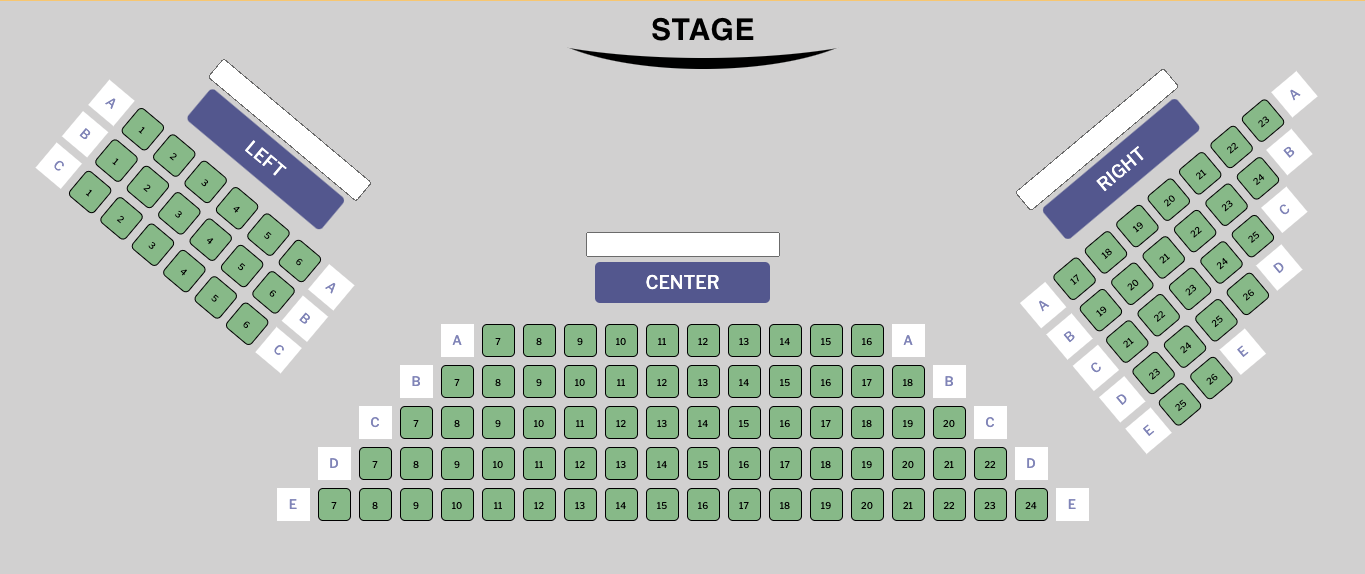 STAGE
LEFT
A 1 2 3 4 5 6 A
B 1 2 3 4 5 6 B
C 1 2 3 4 5 6 C
CENTER
A 7 8 9 10 11 12 13 14 15 16 A
B 7 8 9 10 11 12 13 14 15 16 17 18 B
C 7 8 9 10 11 12 13 14 15 16 17 18 19 20 C
D 7 8 9 10 11 12 13 14 15 16 17 18 19 20 21 22 D
E 7 8 9 10 11 12 13 14 15 16 17 18 19 20 21 22 23 24 E
RIGHT
A 17 18 19 20 21 22 23 A
B 19 20 21 22 23 24 B
C 21 22 23 24 25 C
D 23 24 25 26 D
E 25 26 E